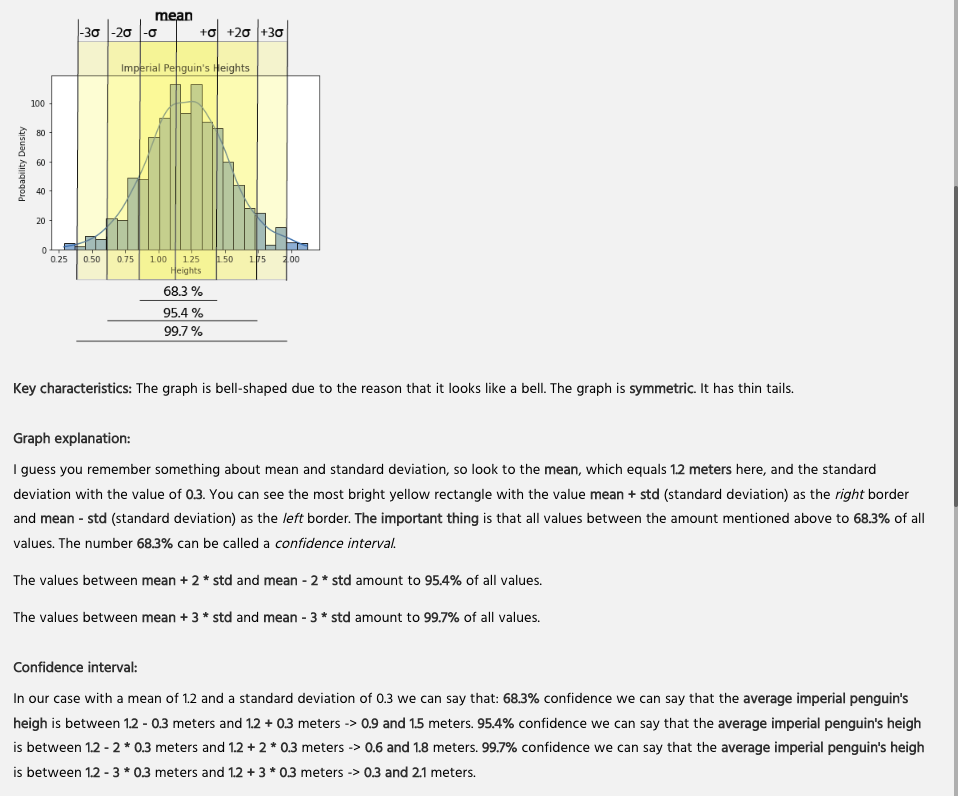 mean
-3σ -2σ -σ +σ +2σ +3σ
Imperial Penguin's Heights
100
80
60
40
20
0
Probability Density
0.25 0.50 0.75 1.00 1.25 1.50 1.75 2.00
Heights
68.3 %
95.4 %
99.7 %
Key characteristics: The graph is bell-shaped due to the reason that it looks like a bell. The graph is symmetric. It has thin tails.
Graph explanation:
I guess you remember something about mean and standard deviation, so look to the mean, which equals 1.2 meters here, and the standard
deviation with the value of 0.3. You can see the most bright yellow rectangle with the value mean + std (standard deviation) as the right border
and mean - std (standard deviation) as the left border. The important thing is that all values between the amount mentioned above to 68.3% of all
values. The number 68.3% can be called a confidence interval.
The values between mean + 2 * std and mean - 2 * std amount to 95.4% of all values.
The values between mean + 3 * std and mean - 3 * std amount to 99.7% of all values.
Confidence interval:
In our case with a mean of 1.2 and a standard deviation of 0.3 we can say that: 68.3% confidence we can say that the average imperial penguin's
heigh is between 1.2 - 0.3 meters and 1.2 + 0.3 meters -> 0.9 and 1.5 meters. 95.4% confidence we can say that the average imperial penguin's heigh
is between 1.2 - 2 * 0.3 meters and 1.2 + 2 * 0.3 meters -> 0.6 and 1.8 meters. 99.7% confidence we can say that the average imperial penguin's heigh
is between 1.2 - 3 * 0.3 meters and 1.2 + 3 * 0.3 meters -> 0.3 and 2.1 meters.